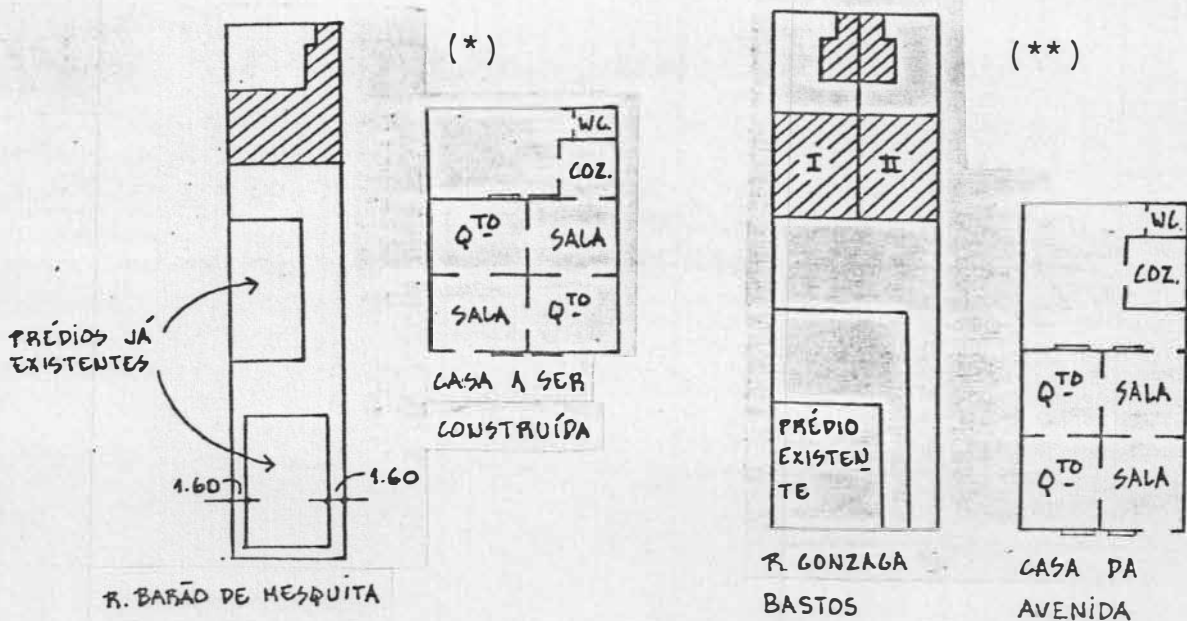 (*)
WC.
COZ.
QTO
SALA
SALA
QTO
CASA A SER
CONSTRUÍDA
PRÉDIOS JÁ
EXISTENTES
1.60
1.60
R. BARÃO DE MESQUITA
(**)
I
II
PRÉDIO
EXISTEN
TE
R GONZAGA
BASTOS
WC.
COZ.
QTO
SALA
QTO
SALA
CASA DA
AVENIDA